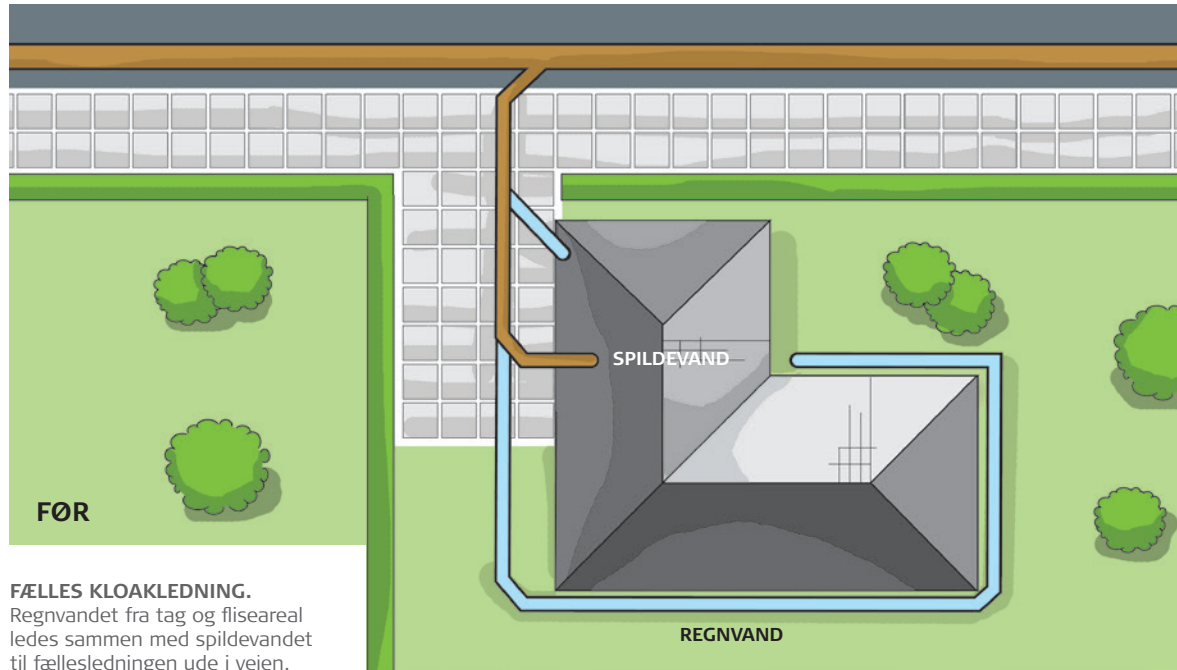 SPILDEVAND
FØR
FÆLLES KLOAKLEDNING.
Regnvandet fra tag og fliseareal
ledes sammen med spildevandet
til fællesledningen ude i vejen.
REGNVAND